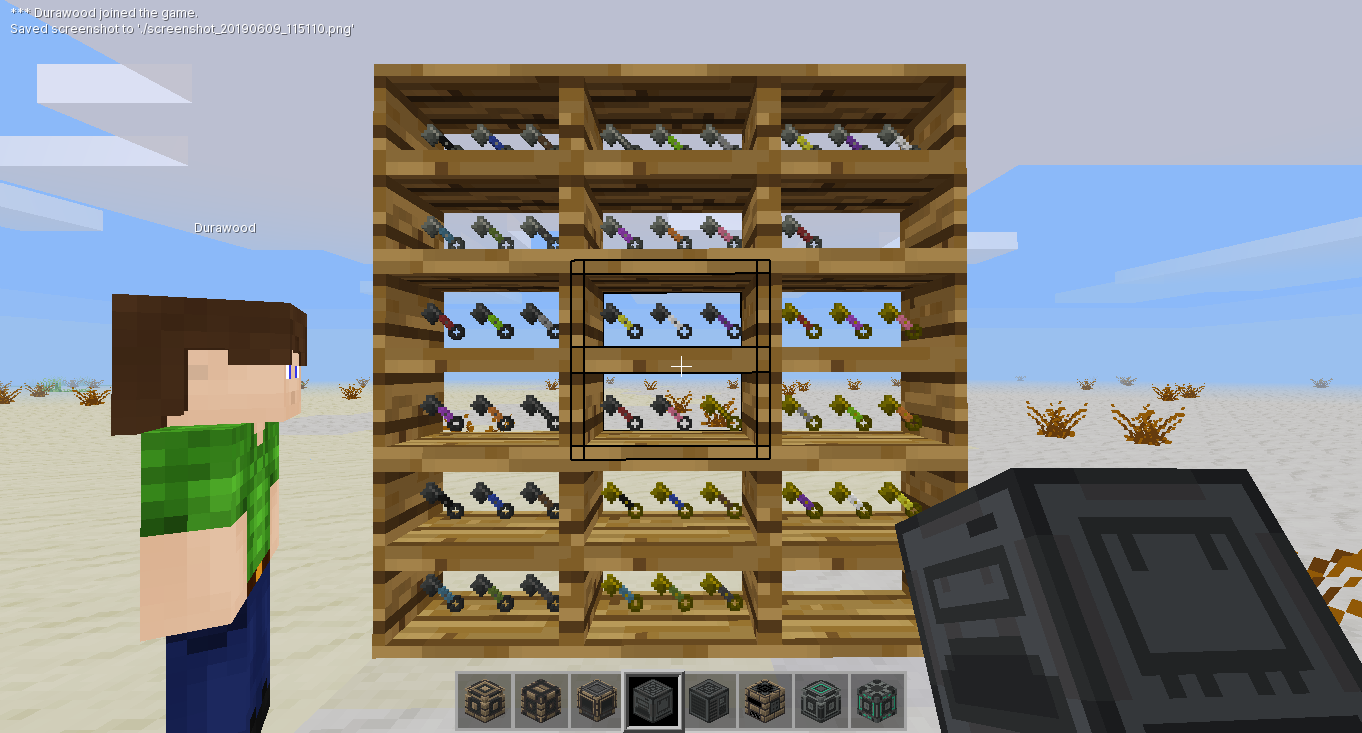 *** Durawood joined the game.
Saved screenshot to './screenshot_20190609_115110.png'
Durawood